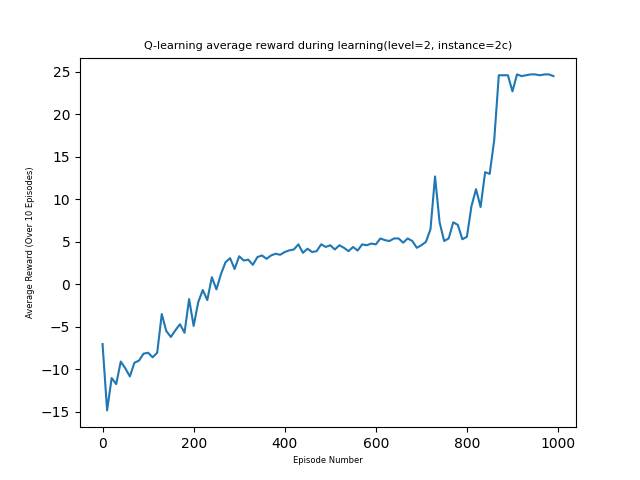 Q-learning average reward during learning(level=2, instance=2c)
Average Reward (Over 10 Episodes)
25
20
15
10
5
0
−5
−10
−15
0 200 400 600 800 1000
Episode Number